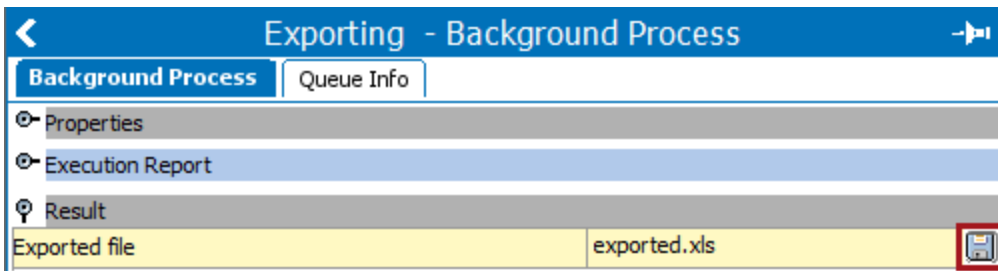 Exporting - Background Process
Background Process Queue Info
Properties
Execution Report
Result
Exported file exported.xls